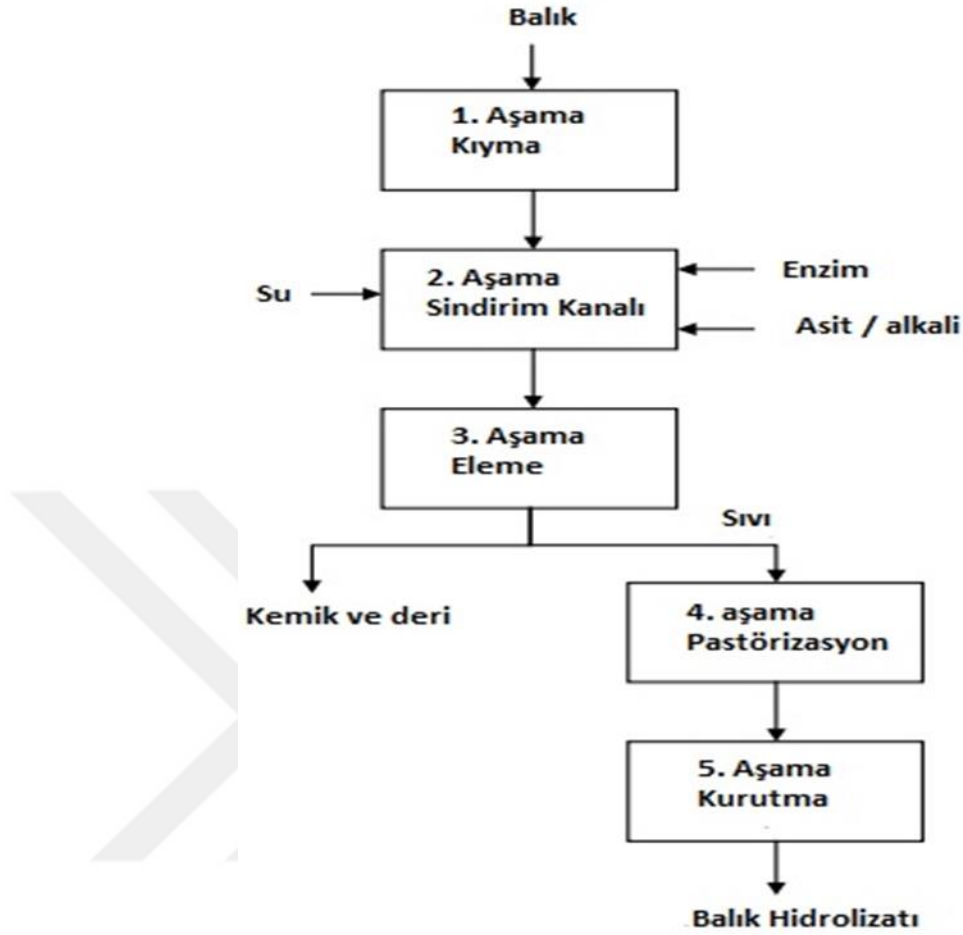 Balık
1. Aşama
Kıyma
Su
2. Aşama
Sindirim Kanalı
Enzim
Asit / alkali
3. Aşama
Eleme
Sıvı
Kemik ve deri
4. aşama
Pastörizasyon
5. Aşama
Kurutma
Balık Hidrolizatı